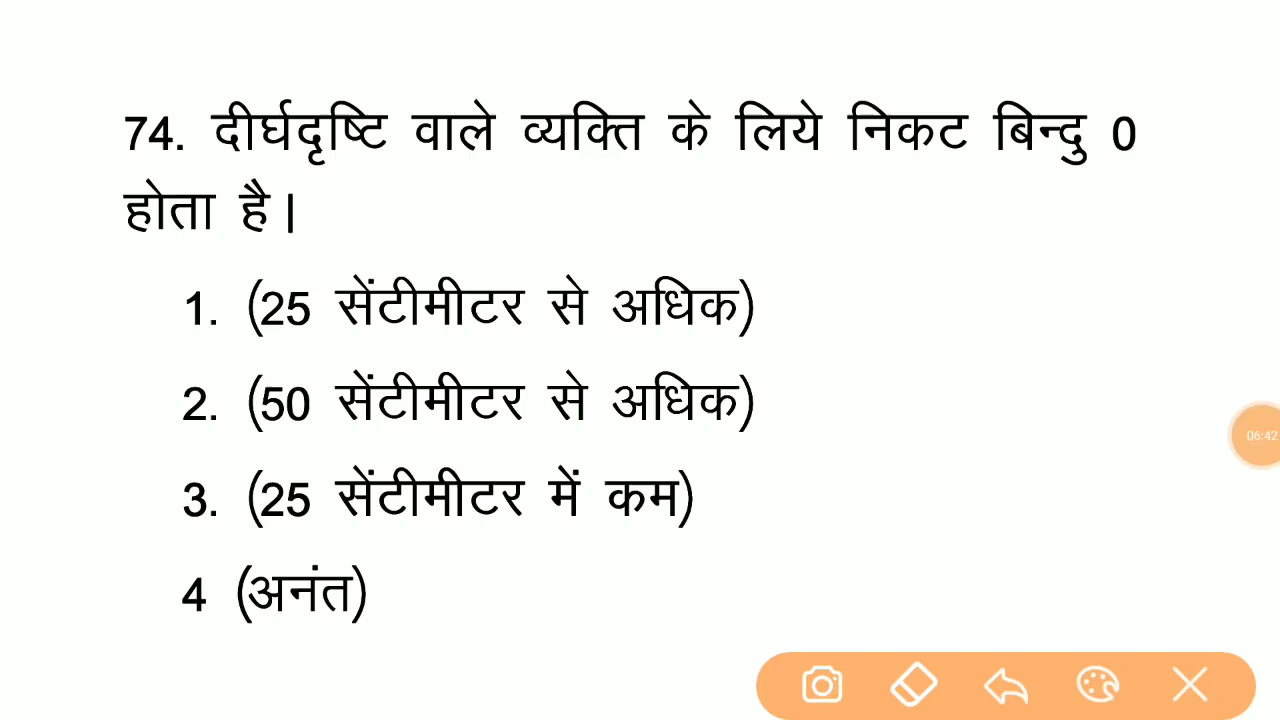 74. दीर्घदृष्टि वाले व्यक्ति के लिये निकट बिन्दु 0
होता है।
1. (25 सेंटीमीटर से अधिक)
2. (50 सेंटीमीटर से अधिक)
3. (25 सेंटीमीटर में कम)
4 (अनंत)
06:42